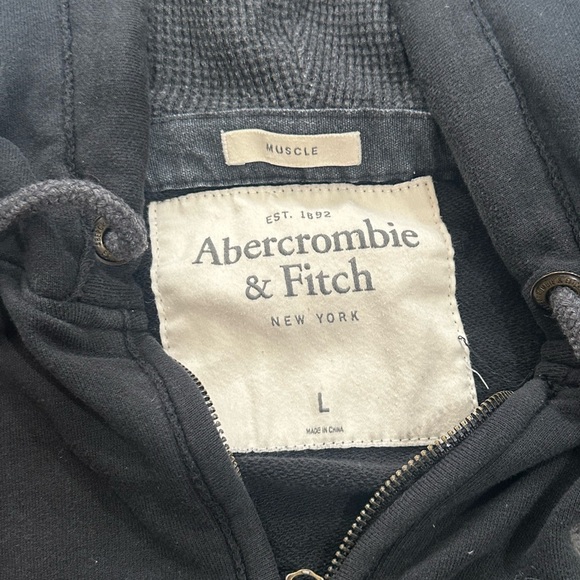 MUSCLE
EST. 1892
Abercrombie
& Fitch
NEW YORK
L
MADE IN CHINA